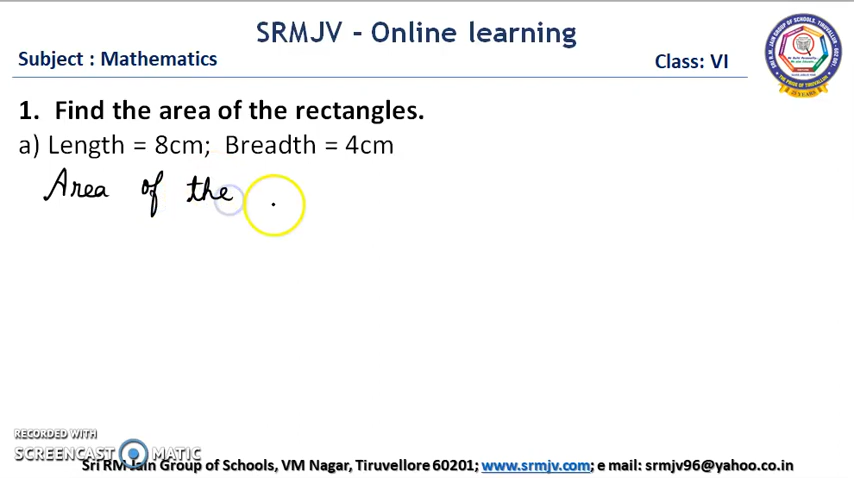 SRMJV - Online learning
Subject : Mathematics
Class: VI
1. Find the area of the rectangles.
a) Length = 8cm; Breadth = 4cm
Area of the
RECORDED WITH
SCREENCAST MATIC
Sri RM Jain Group of Schools, VM Nagar, Tiruvellore 60201; www.srmjv.com; e mail: srmjv96@yahoo.co.in